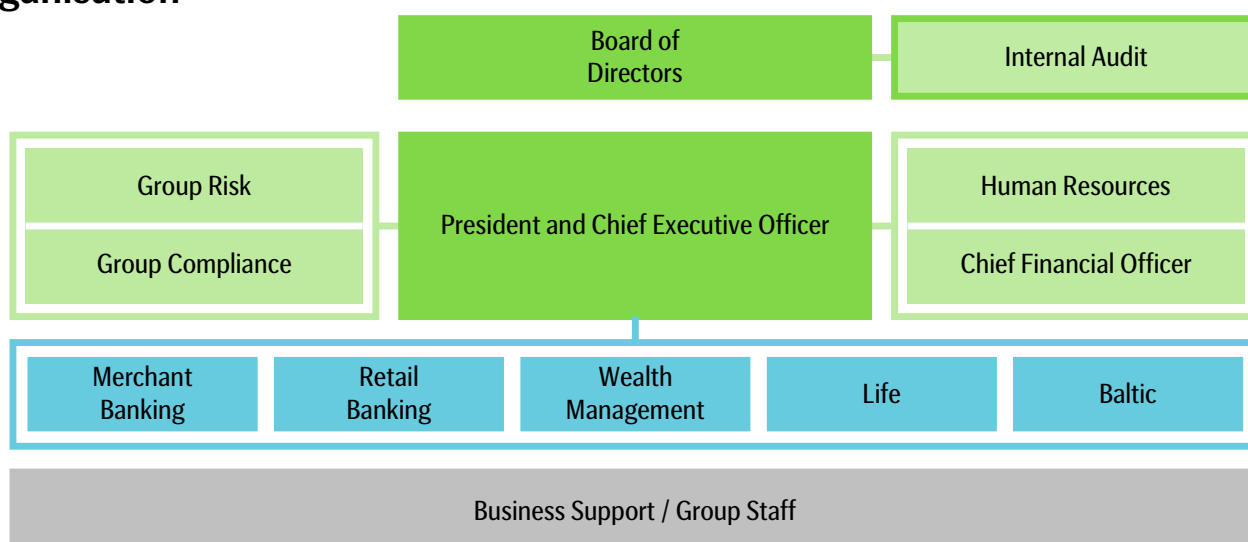 Board of
Directors
Internal Audit
Group Risk
Group Compliance
President and Chief Executive Officer
Human Resources
Chief Financial Officer
Merchant
Banking
Retail
Banking
Wealth
Management
Life
Baltic
Business Support / Group Staff